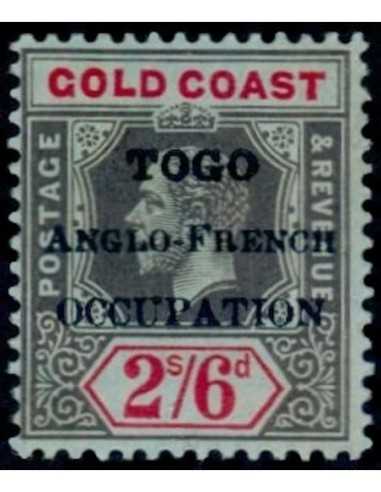 GOLD COAST
POSTAGE
& REVENUE
TOGO
ANGLO-FRENCH
OCCUPATION
2s/6d